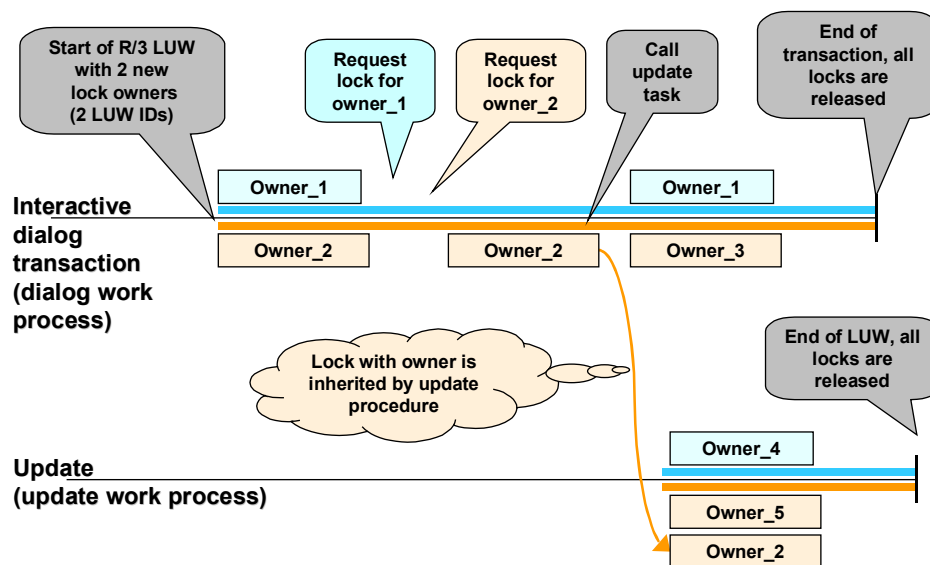 Start of R/3 LUW
with 2 new
lock owners
(2 LUW IDs)
Request
lock for
owner_1
Request
lock for
owner_2
Call
update
task
End of
transaction, all
locks are
released
Owner_1
Owner_1
Interactive
dialog
transaction
(dialog work
process)
Owner_2
Owner_2
Owner_3
Lock with owner is
inherited by update
procedure
End of LUW, all
locks are
released
Owner_4
Update
(update work process)
Owner_5
Owner_2